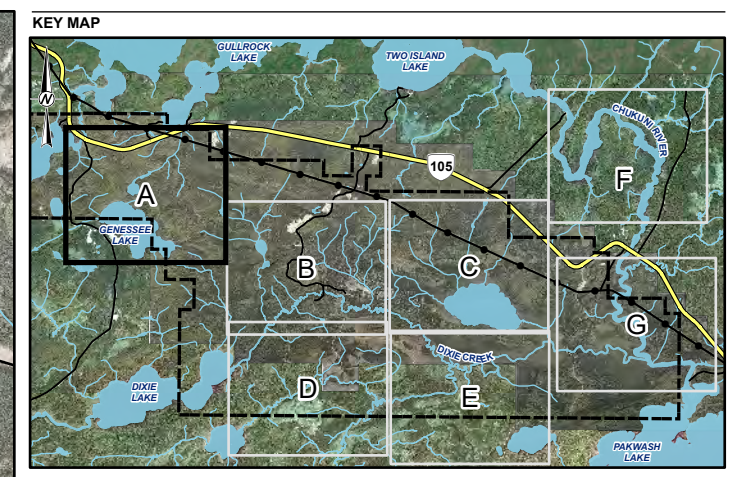 KEY MAP
GULLROCK
LAKE
TWO ISLAND
LAKE
N
CHUKUNI RIVER
105
A
F
GENESSEE
LAKE
B
C
G
DIXIE CREEK
DIXIE
LAKE
D
E
PAKWASH
LAKE